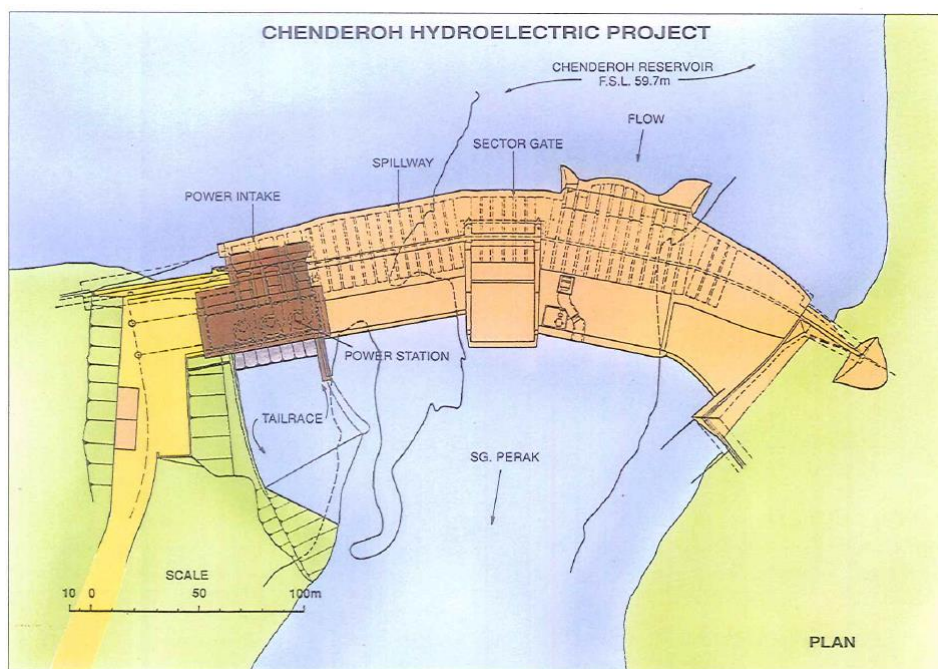 CHENDEROH HYDROELECTRIC PROJECT
CHENDEROH RESERVOIR
F.S.L. 59.7m
FLOW
SECTOR GATE
SPILLWAY
POWER INTAKE
POWER STATION
TAILRACE
SG. PERAK
SCALE
10 0 50 100m
PLAN